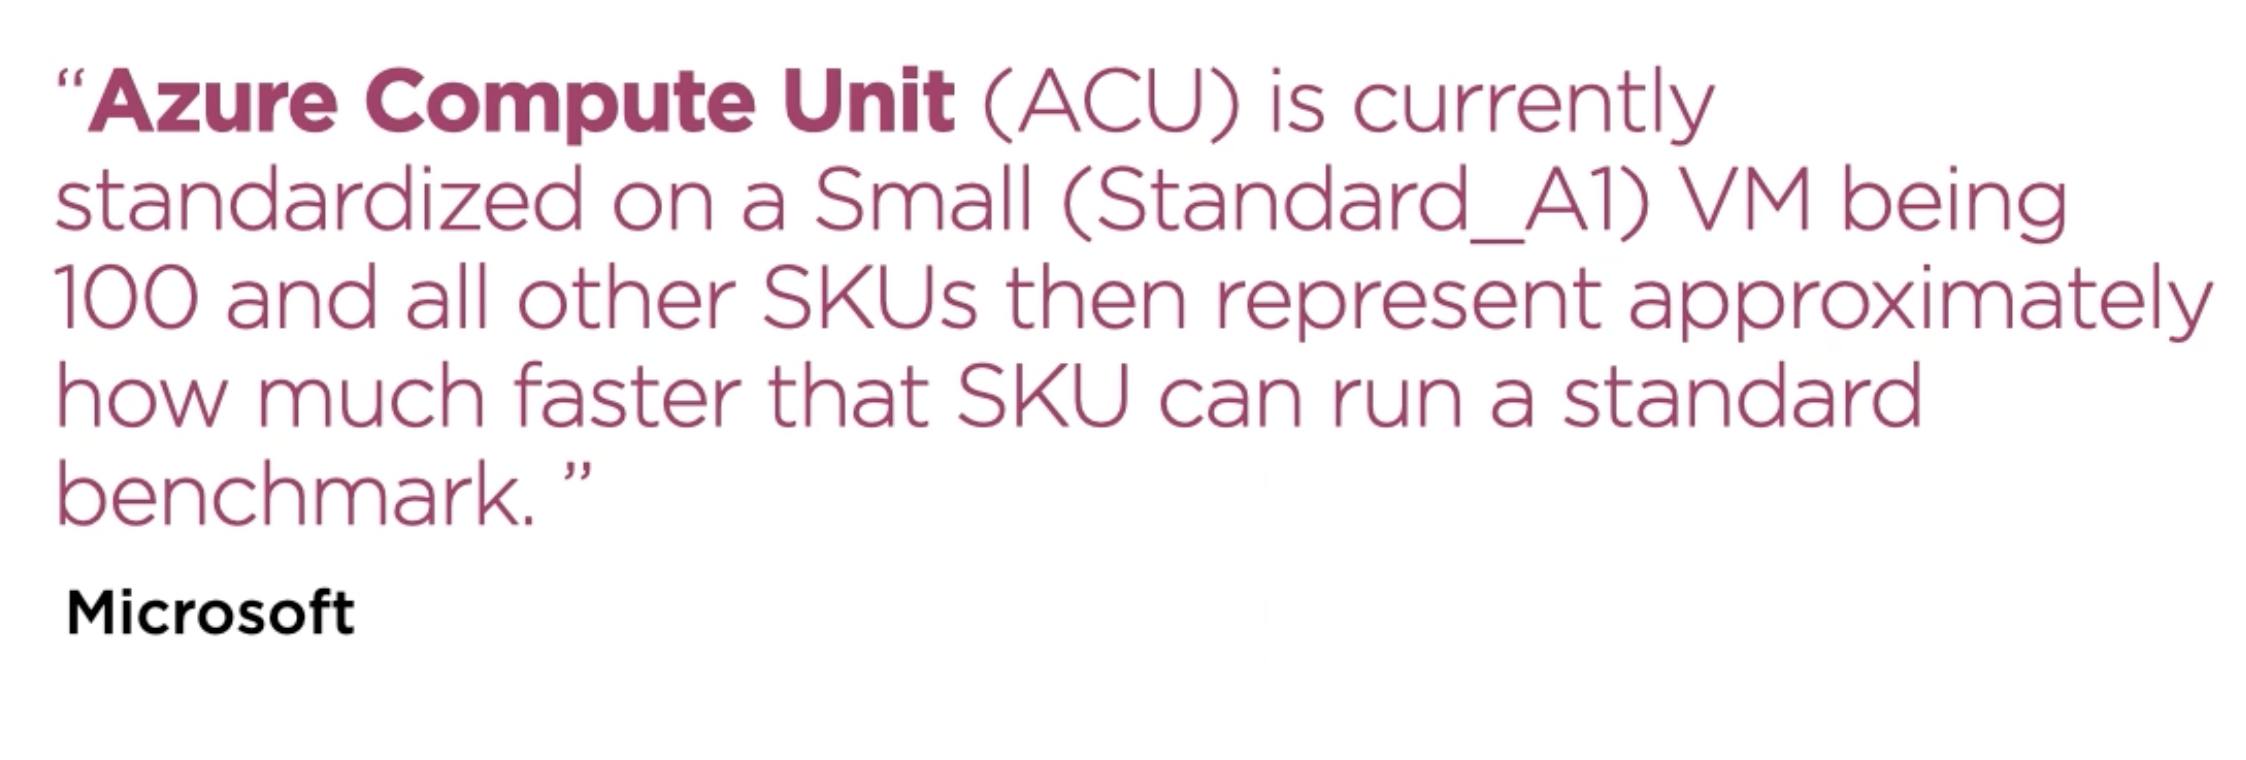 “Azure Compute Unit (ACU) is currently
standardized on a Small (Standard_A1) VM being
100 and all other SKUs then represent approximately
how much faster that SKU can run a standard
benchmark. ”
Microsoft